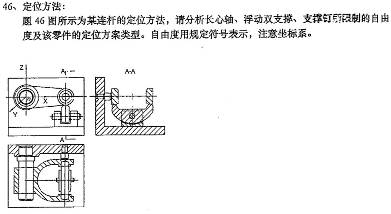 46、定位方法:
题 46 图所示为某连杆的定位方法，请分析长心轴、浮动双支撑、支撑钉所限制的自由
度及该零件的定位方案类型。自由度用规定符号表示，注意坐标系。
Z
A
A-A
X
Y
A